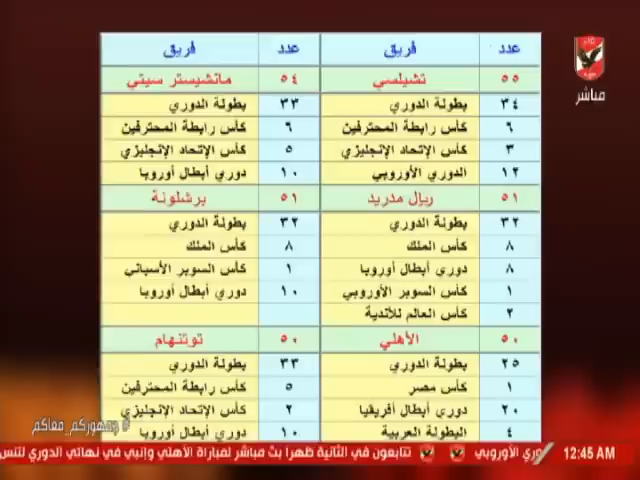 عدد فريق عدد فريق
٥٥ تشيلسي ٥٤ مانشيستر سيتي
٣٤ بطولة الدوري ٣٣ بطولة الدوري
٦ كأس رابطة المحترفين ٦ كأس رابطة المحترفين
٣ كأس الإتحاد الإنجليزي ٥ كأس الإتحاد الإنجليزي
١٢ الدوري الأوروبي ١٠ دوري أبطال أوروبا
٥١ ريال مدريد ٥١ برشلونة
٣٢ بطولة الدوري ٣٢ بطولة الدوري
٨ كأس الملك ٨ كأس الملك
٨ دوري أبطال أوروبا ١ كأس السوبر الأسباني
١ كأس السوبر الأوروبي ١٠ دوري أبطال أوروبا
٢ كأس العالم للأندية
٥٠ الأهلي ٥٠ توتنهام
٢٥ بطولة الدوري ٣٣ بطولة الدوري
١ كأس مصر ٥ كأس رابطة المحترفين
٢٠ دوري أبطال أفريقيا ٢ كأس الإتحاد الإنجليزي
٤ البطولة العربية ١٠ دوري أبطال أوروبا
مباشر
#جمهوركم_معاكم
وري الأوروبي تتابعون في الثانية ظهرا بث مباشر لمباراة الأهلي وإنبي في نهائي الدوري لتنس
12:45 AM